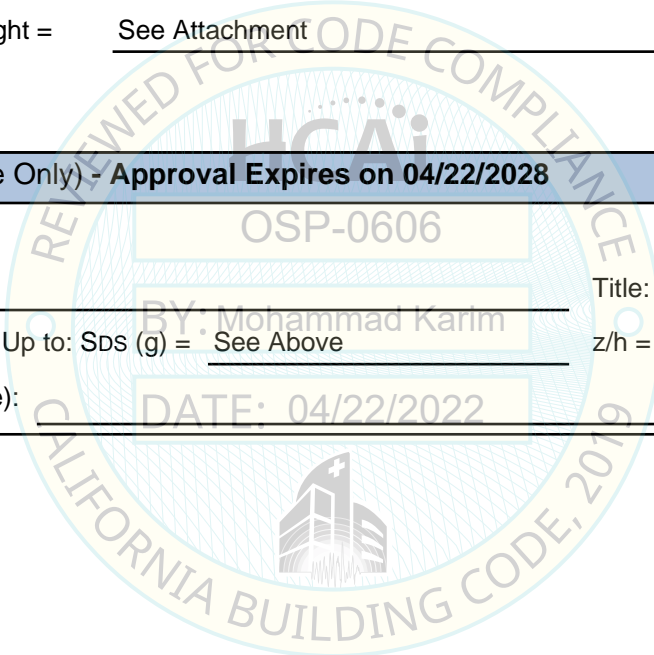 ght = See Attachment
REVIEWED FOR CODE COMPLIANCE
HCAi
e Only) - Approval Expires on 04/22/2028
OSP-0606
Title:
BY: Mohammad Karim
Up to: SDS (g) = See Above z/h =
e):
DATE: 04/22/2022
CALIFORNIA BUILDING CODE, 2019